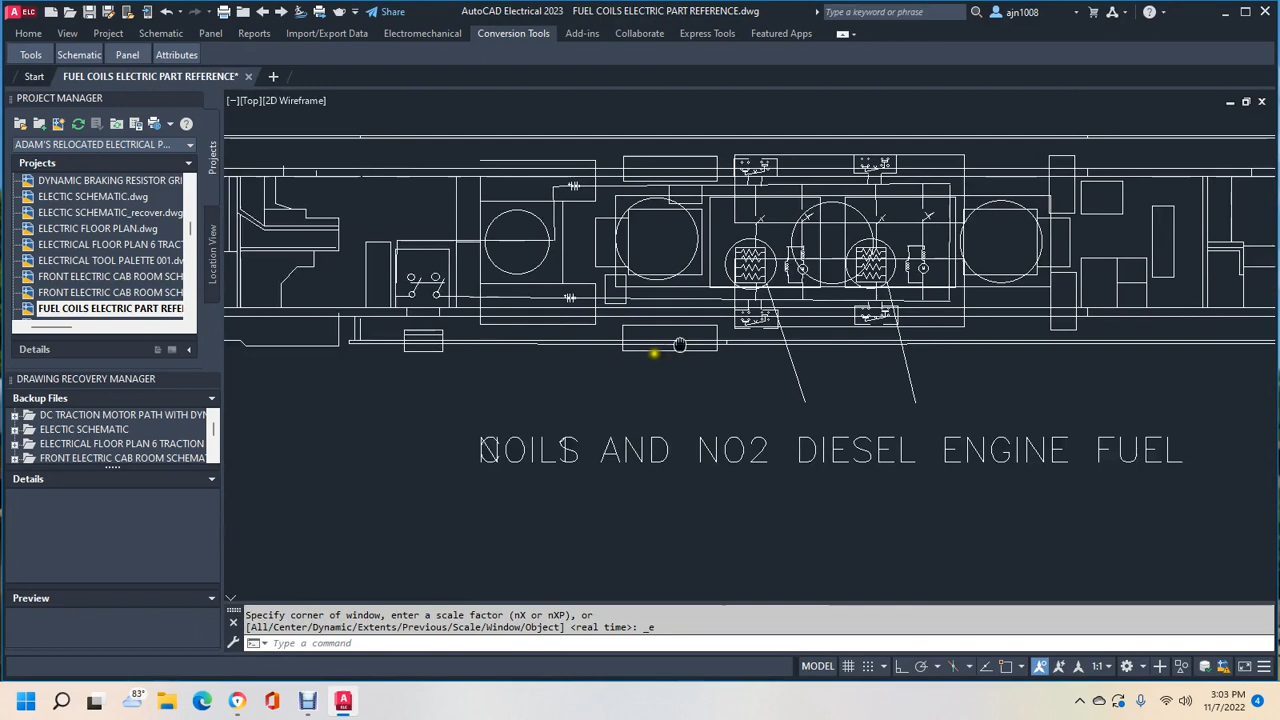 AutoCAD Electrical 2023 FUEL COILS ELECTRIC PART REFERENCE.dwg
Share
Type a keyword or phrase
ajn1008
Home View Project Schematic Panel Reports Import/Export Data Electromechanical Conversion Tools Add-ins Collaborate Express Tools Featured Apps
Tools Schematic Panel Attributes
Start FUEL COILS ELECTRIC PART REFERENCE*
PROJECT MANAGER
[−][Top][2D Wireframe]
ADAM'S RELOCATED ELECTRICAL P...
Projects
DYNAMIC BRAKING RESISTOR GRI
ELECTIC SCHEMATIC.dwg
ELECTIC SCHEMATIC_recover.dwg
ELECTRIC FLOOR PLAN.dwg
ELECTRICAL FLOOR PLAN 6 TRACT
ELECTRICAL TOOL PALETTE 001.dv
FRONT ELECTRIC CAB ROOM SCH
FRONT ELECTRIC CAB ROOM SCH
FUEL COILS ELECTRIC PART REFE
Projects
Location View
Details
DRAWING RECOVERY MANAGER
Backup Files
DC TRACTION MOTOR PATH WITH DYN
ELECTIC SCHEMATIC
ELECTRICAL FLOOR PLAN 6 TRACTION
FRONT ELECTRIC CAB ROOM SCHEMA
Details
Preview
COILS AND NO2 DIESEL ENGINE FUEL
Specify corner of window, enter a scale factor (nX or nXP), or
[All/Center/Dynamic/Extents/Previous/Scale/Window/Object] <real time>: _e
Type a command
MODEL
1:1
83°
3:03 PM
11/7/2022
4